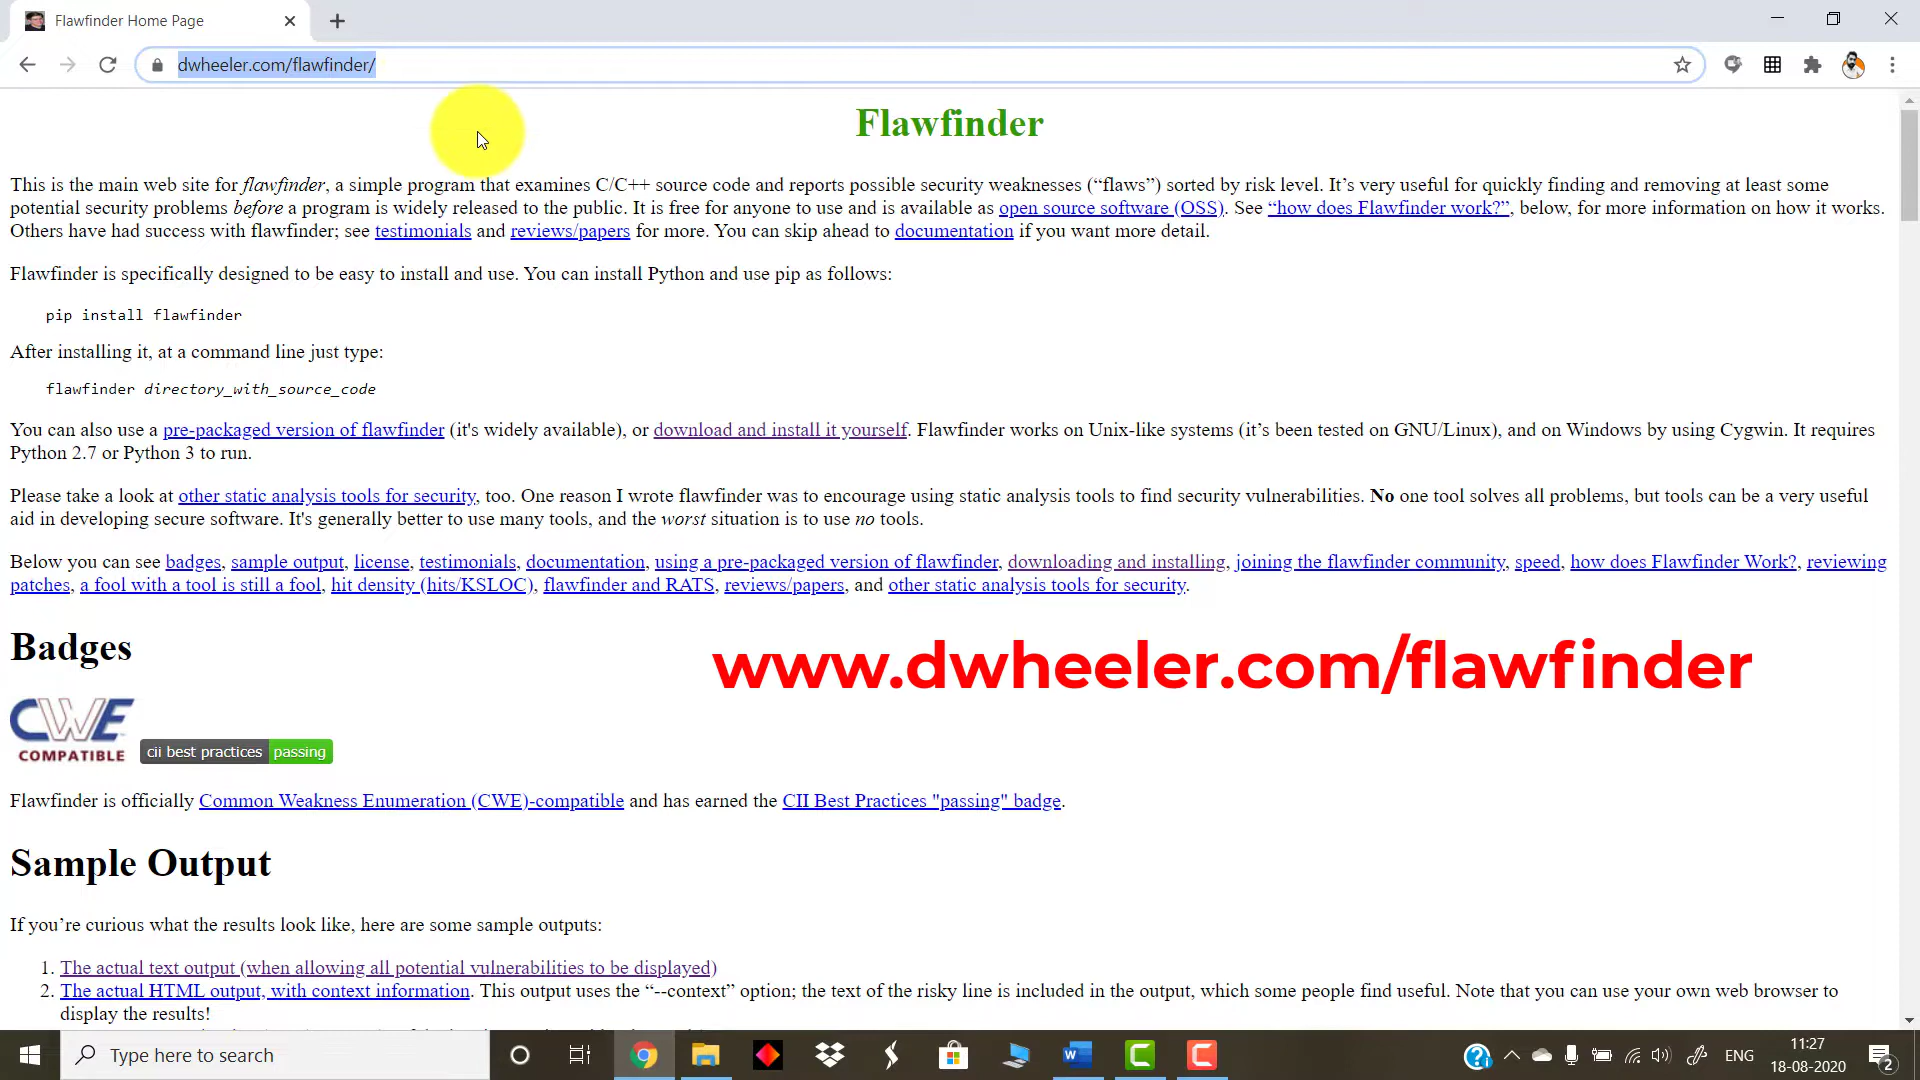 Flawfinder Home Page
dwheeler.com/flawfinder/
Flawfinder
This is the main web site for flawfinder, a simple program that examines C/C++ source code and reports possible security weaknesses (“flaws”) sorted by risk level. It’s very useful for quickly finding and removing at least some
potential security problems before a program is widely released to the public. It is free for anyone to use and is available as open source software (OSS). See “how does Flawfinder work?”, below, for more information on how it works.
Others have had success with flawfinder; see testimonials and reviews/papers for more. You can skip ahead to documentation if you want more detail.
Flawfinder is specifically designed to be easy to install and use. You can install Python and use pip as follows:
pip install flawfinder
After installing it, at a command line just type:
flawfinder directory_with_source_code
You can also use a pre-packaged version of flawfinder (it's widely available), or download and install it yourself. Flawfinder works on Unix-like systems (it’s been tested on GNU/Linux), and on Windows by using Cygwin. It requires
Python 2.7 or Python 3 to run.
Please take a look at other static analysis tools for security, too. One reason I wrote flawfinder was to encourage using static analysis tools to find security vulnerabilities. No one tool solves all problems, but tools can be a very useful
aid in developing secure software. It's generally better to use many tools, and the worst situation is to use no tools.
Below you can see badges, sample output, license, testimonials, documentation, using a pre-packaged version of flawfinder, downloading and installing, joining the flawfinder community, speed, how does Flawfinder Work?, reviewing
patches, a fool with a tool is still a fool, hit density (hits/KSLOC), flawfinder and RATS, reviews/papers, and other static analysis tools for security.
Badges
www.dwheeler.com/flawfinder
CWE
COMPATIBLE
cii best practices passing
Flawfinder is officially Common Weakness Enumeration (CWE)-compatible and has earned the CII Best Practices "passing" badge.
Sample Output
If you’re curious what the results look like, here are some sample outputs:
1. The actual text output (when allowing all potential vulnerabilities to be displayed)
2. The actual HTML output, with context information. This output uses the “--context” option; the text of the risky line is included in the output, which some people find useful. Note that you can use your own web browser to
display the results!
Type here to search
ENG
11:27
18-08-2020
2